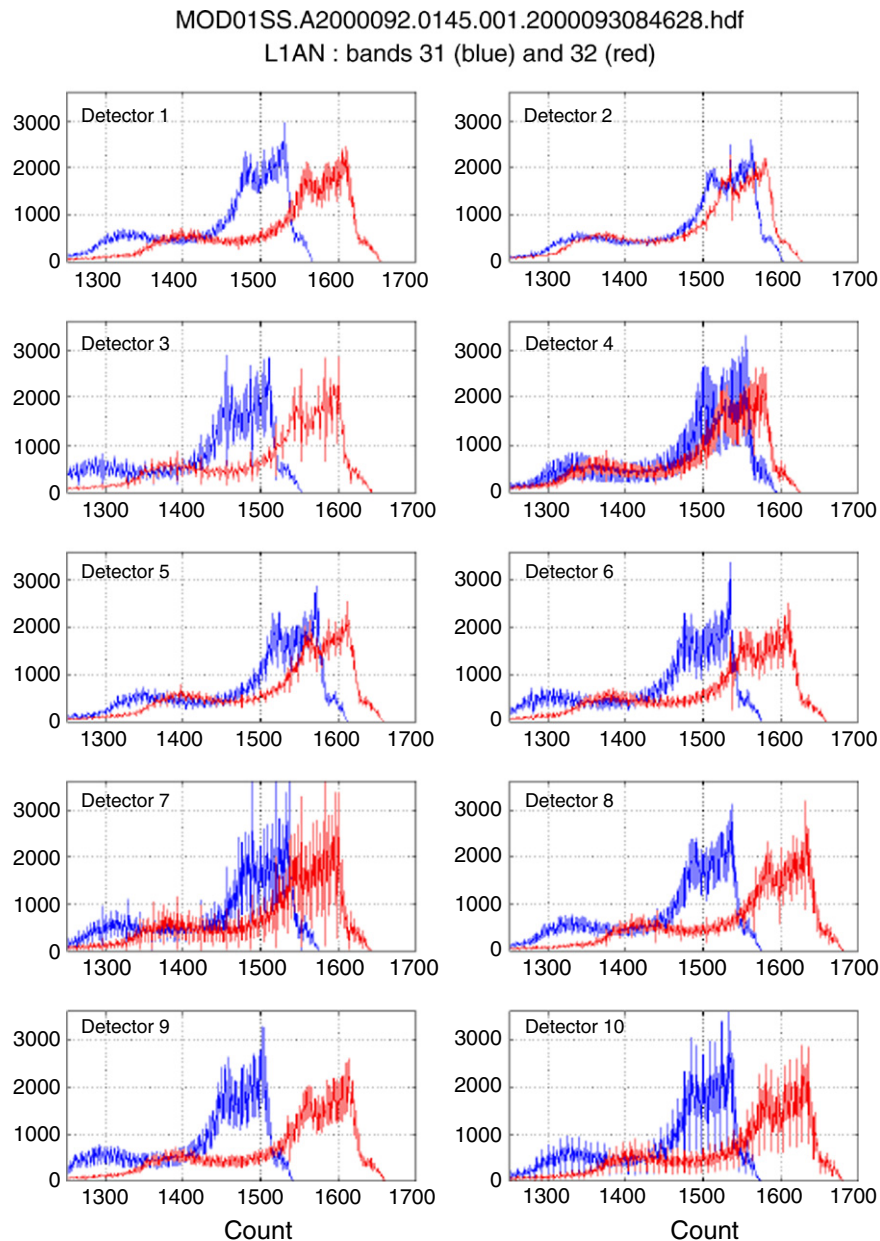 MOD01SS.A2000092.0145.001.2000093084628.hdf
L1AN : bands 31 (blue) and 32 (red)
Detector 1
3000
2000
1000
0
1300 1400 1500 1600 1700
Detector 2
3000
2000
1000
0
1300 1400 1500 1600 1700
Detector 3
3000
2000
1000
0
1300 1400 1500 1600 1700
Detector 4
3000
2000
1000
0
1300 1400 1500 1600 1700
Detector 5
3000
2000
1000
0
1300 1400 1500 1600 1700
Detector 6
3000
2000
1000
0
1300 1400 1500 1600 1700
Detector 7
3000
2000
1000
0
1300 1400 1500 1600 1700
Detector 8
3000
2000
1000
0
1300 1400 1500 1600 1700
Detector 9
3000
2000
1000
0
1300 1400 1500 1600 1700
Count
Detector 10
3000
2000
1000
0
1300 1400 1500 1600 1700
Count